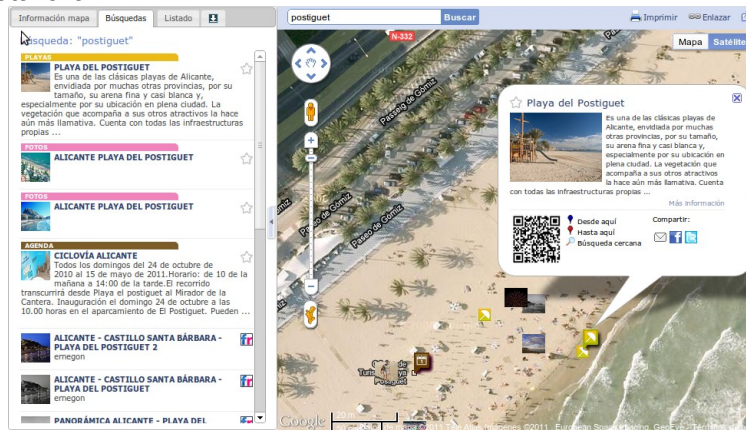 Información mapa
Búsquedas
Listado
Búsqueda: "postiguet"
PLAYAS
PLAYA DEL POSTIGUET
Es una de las clásicas playas de Alicante,
envidiada por muchas otras provincias, por su
tamaño, su arena fina y casi blanca y,
especialmente por su ubicación en plena ciudad. La
vegetación que acompaña a sus otros atractivos la hace
aún más llamativa. Cuenta con todas las infraestructuras
propias ...
FOTOS
ALICANTE PLAYA DEL POSTIGUET
FOTOS
ALICANTE PLAYA DEL POSTIGUET
AGENDA
CICLOVÍA ALICANTE
Todos los domingos del 24 de octubre de
2010 al 15 de mayo de 2011.Horario: de 10 de la
mañana a 14:00 de la tarde.El recorrido
transcurrirá desde Playa el postiguet al Mirador de la
Cantera. Inauguración el domingo 24 de octubre a las
10.00 horas en el aparcamiento de El Postiguet. Pueden ...
ALICANTE - CASTILLO SANTA BÁRBARA -
PLAYA DEL POSTIGUET 2
emegon
ALICANTE - CASTILLO SANTA BÁRBARA -
PLAYA DEL POSTIGUET
emegon
PANORÁMICA ALICANTE - PLAYA DEL
postiguet
Buscar
Imprimir
Enlazar
N-332
Mapa
Satélite
Passeig de Gómiz
Paseo de Gómiz
Paseo de Gómiz
Playa del Postiguet
Es una de las clásicas playas de
Alicante, envidiada por muchas
otras provincias, por su tamaño,
su arena fina y casi blanca y,
especialmente por su ubicación en
plena ciudad. La vegetación que
acompaña a sus otros atractivos
la hace aún más llamativa. Cuenta
con todas las infraestructuras propias ...
Más información
Desde aquí
Hasta aquí
Búsqueda cercana
Compartir:
Postiguet
Google
20 m